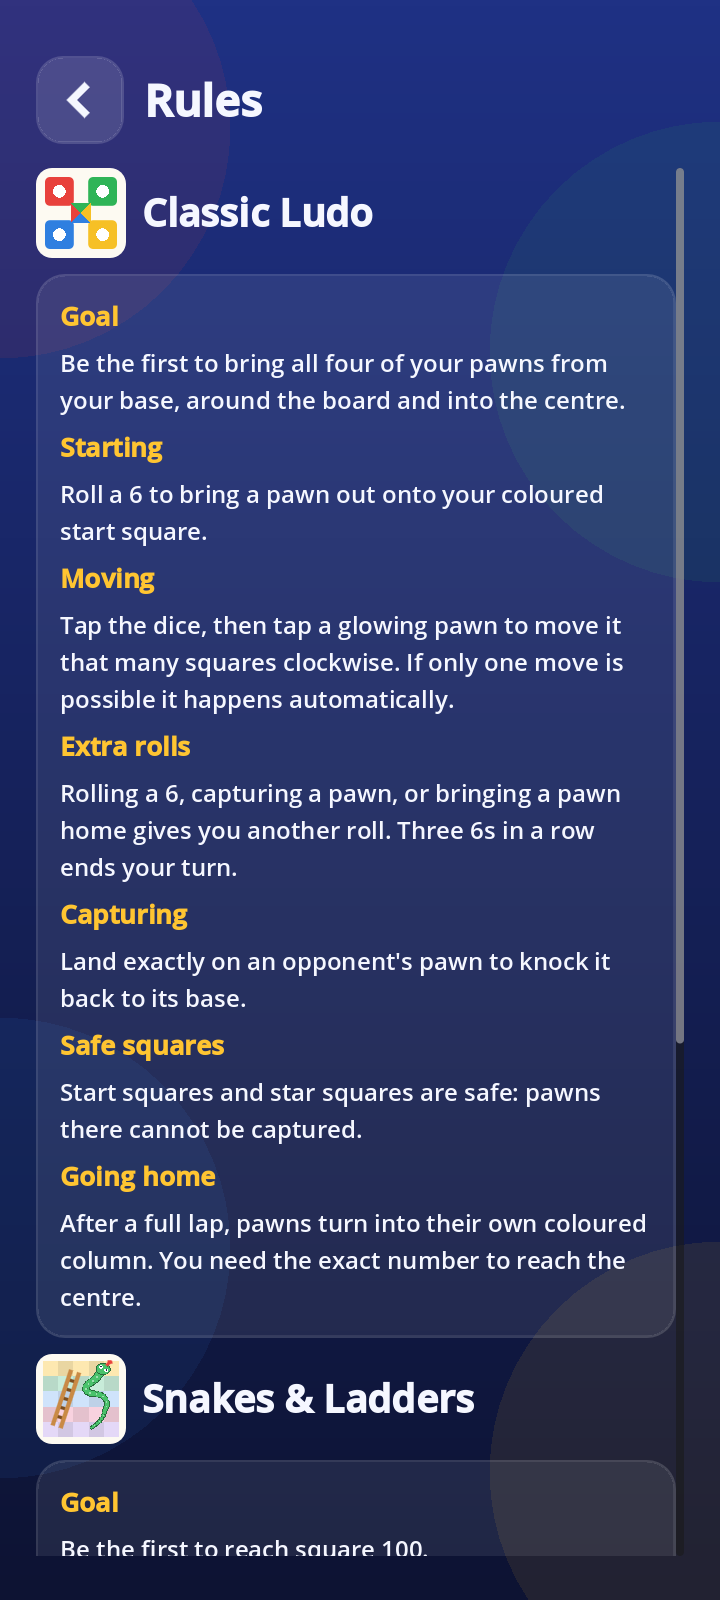 Rules
Classic Ludo
Goal
Be the first to bring all four of your pawns from
your base, around the board and into the centre.
Starting
Roll a 6 to bring a pawn out onto your coloured
start square.
Moving
Tap the dice, then tap a glowing pawn to move it
that many squares clockwise. If only one move is
possible it happens automatically.
Extra rolls
Rolling a 6, capturing a pawn, or bringing a pawn
home gives you another roll. Three 6s in a row
ends your turn.
Capturing
Land exactly on an opponent's pawn to knock it
back to its base.
Safe squares
Start squares and star squares are safe: pawns
there cannot be captured.
Going home
After a full lap, pawns turn into their own coloured
column. You need the exact number to reach the
centre.
Snakes & Ladders
Goal
Be the first to reach square 100.